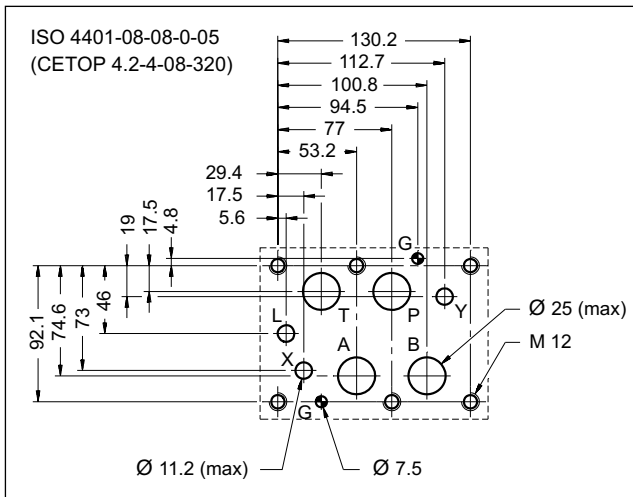 ISO 4401-08-08-0-05
(CETOP 4.2-4-08-320)
130.2
112.7
100.8
94.5
77
53.2
29.4
17.5
5.6
19
17.5
4.8
92.1
74.6
73
46
G
T
P
Y
L
A
B
X
G
Ø 25 (max)
M 12
Ø 11.2 (max)
Ø 7.5